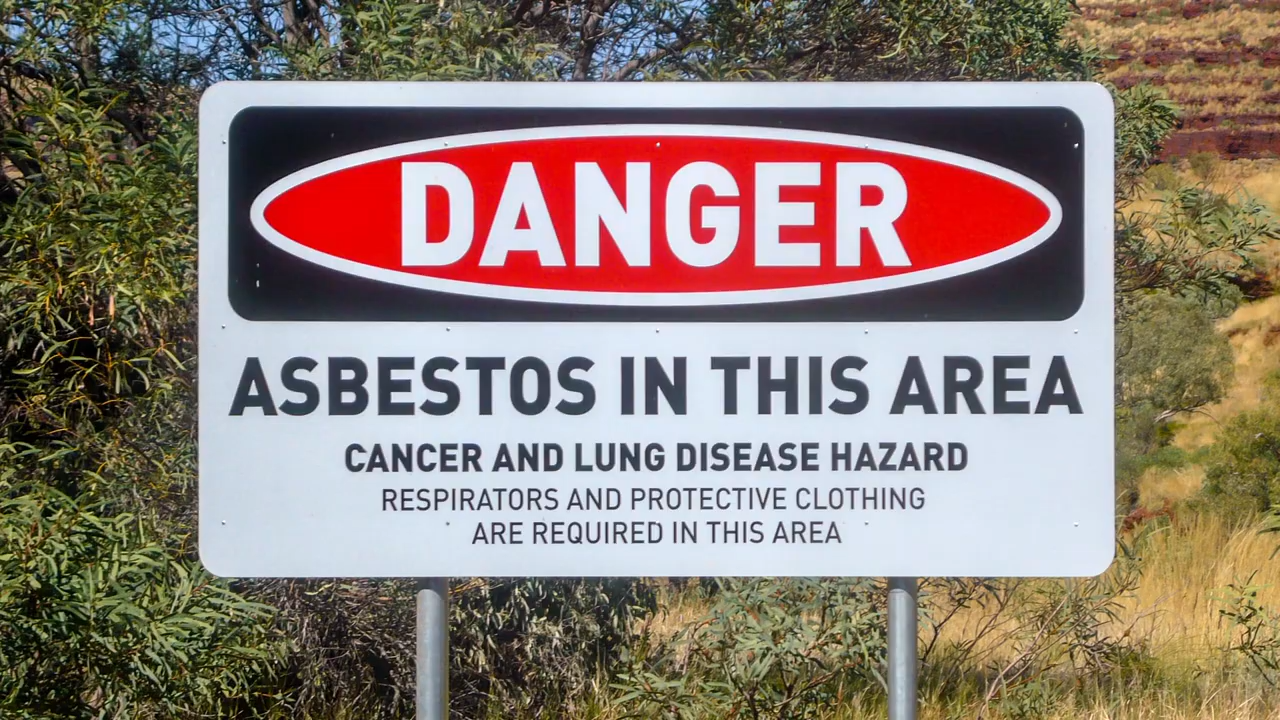 DANGER
ASBESTOS IN THIS AREA
CANCER AND LUNG DISEASE HAZARD
RESPIRATORS AND PROTECTIVE CLOTHING
ARE REQUIRED IN THIS AREA